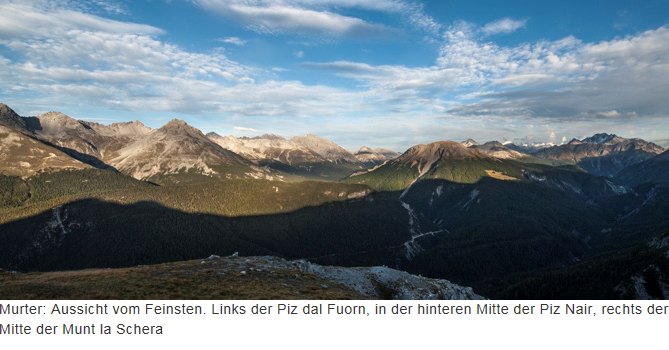 Murter: Aussicht vom Feinsten. Links der Piz dal Fuorn, in der hinteren Mitte der Piz Nair, rechts der
Mitte der Munt la Schera